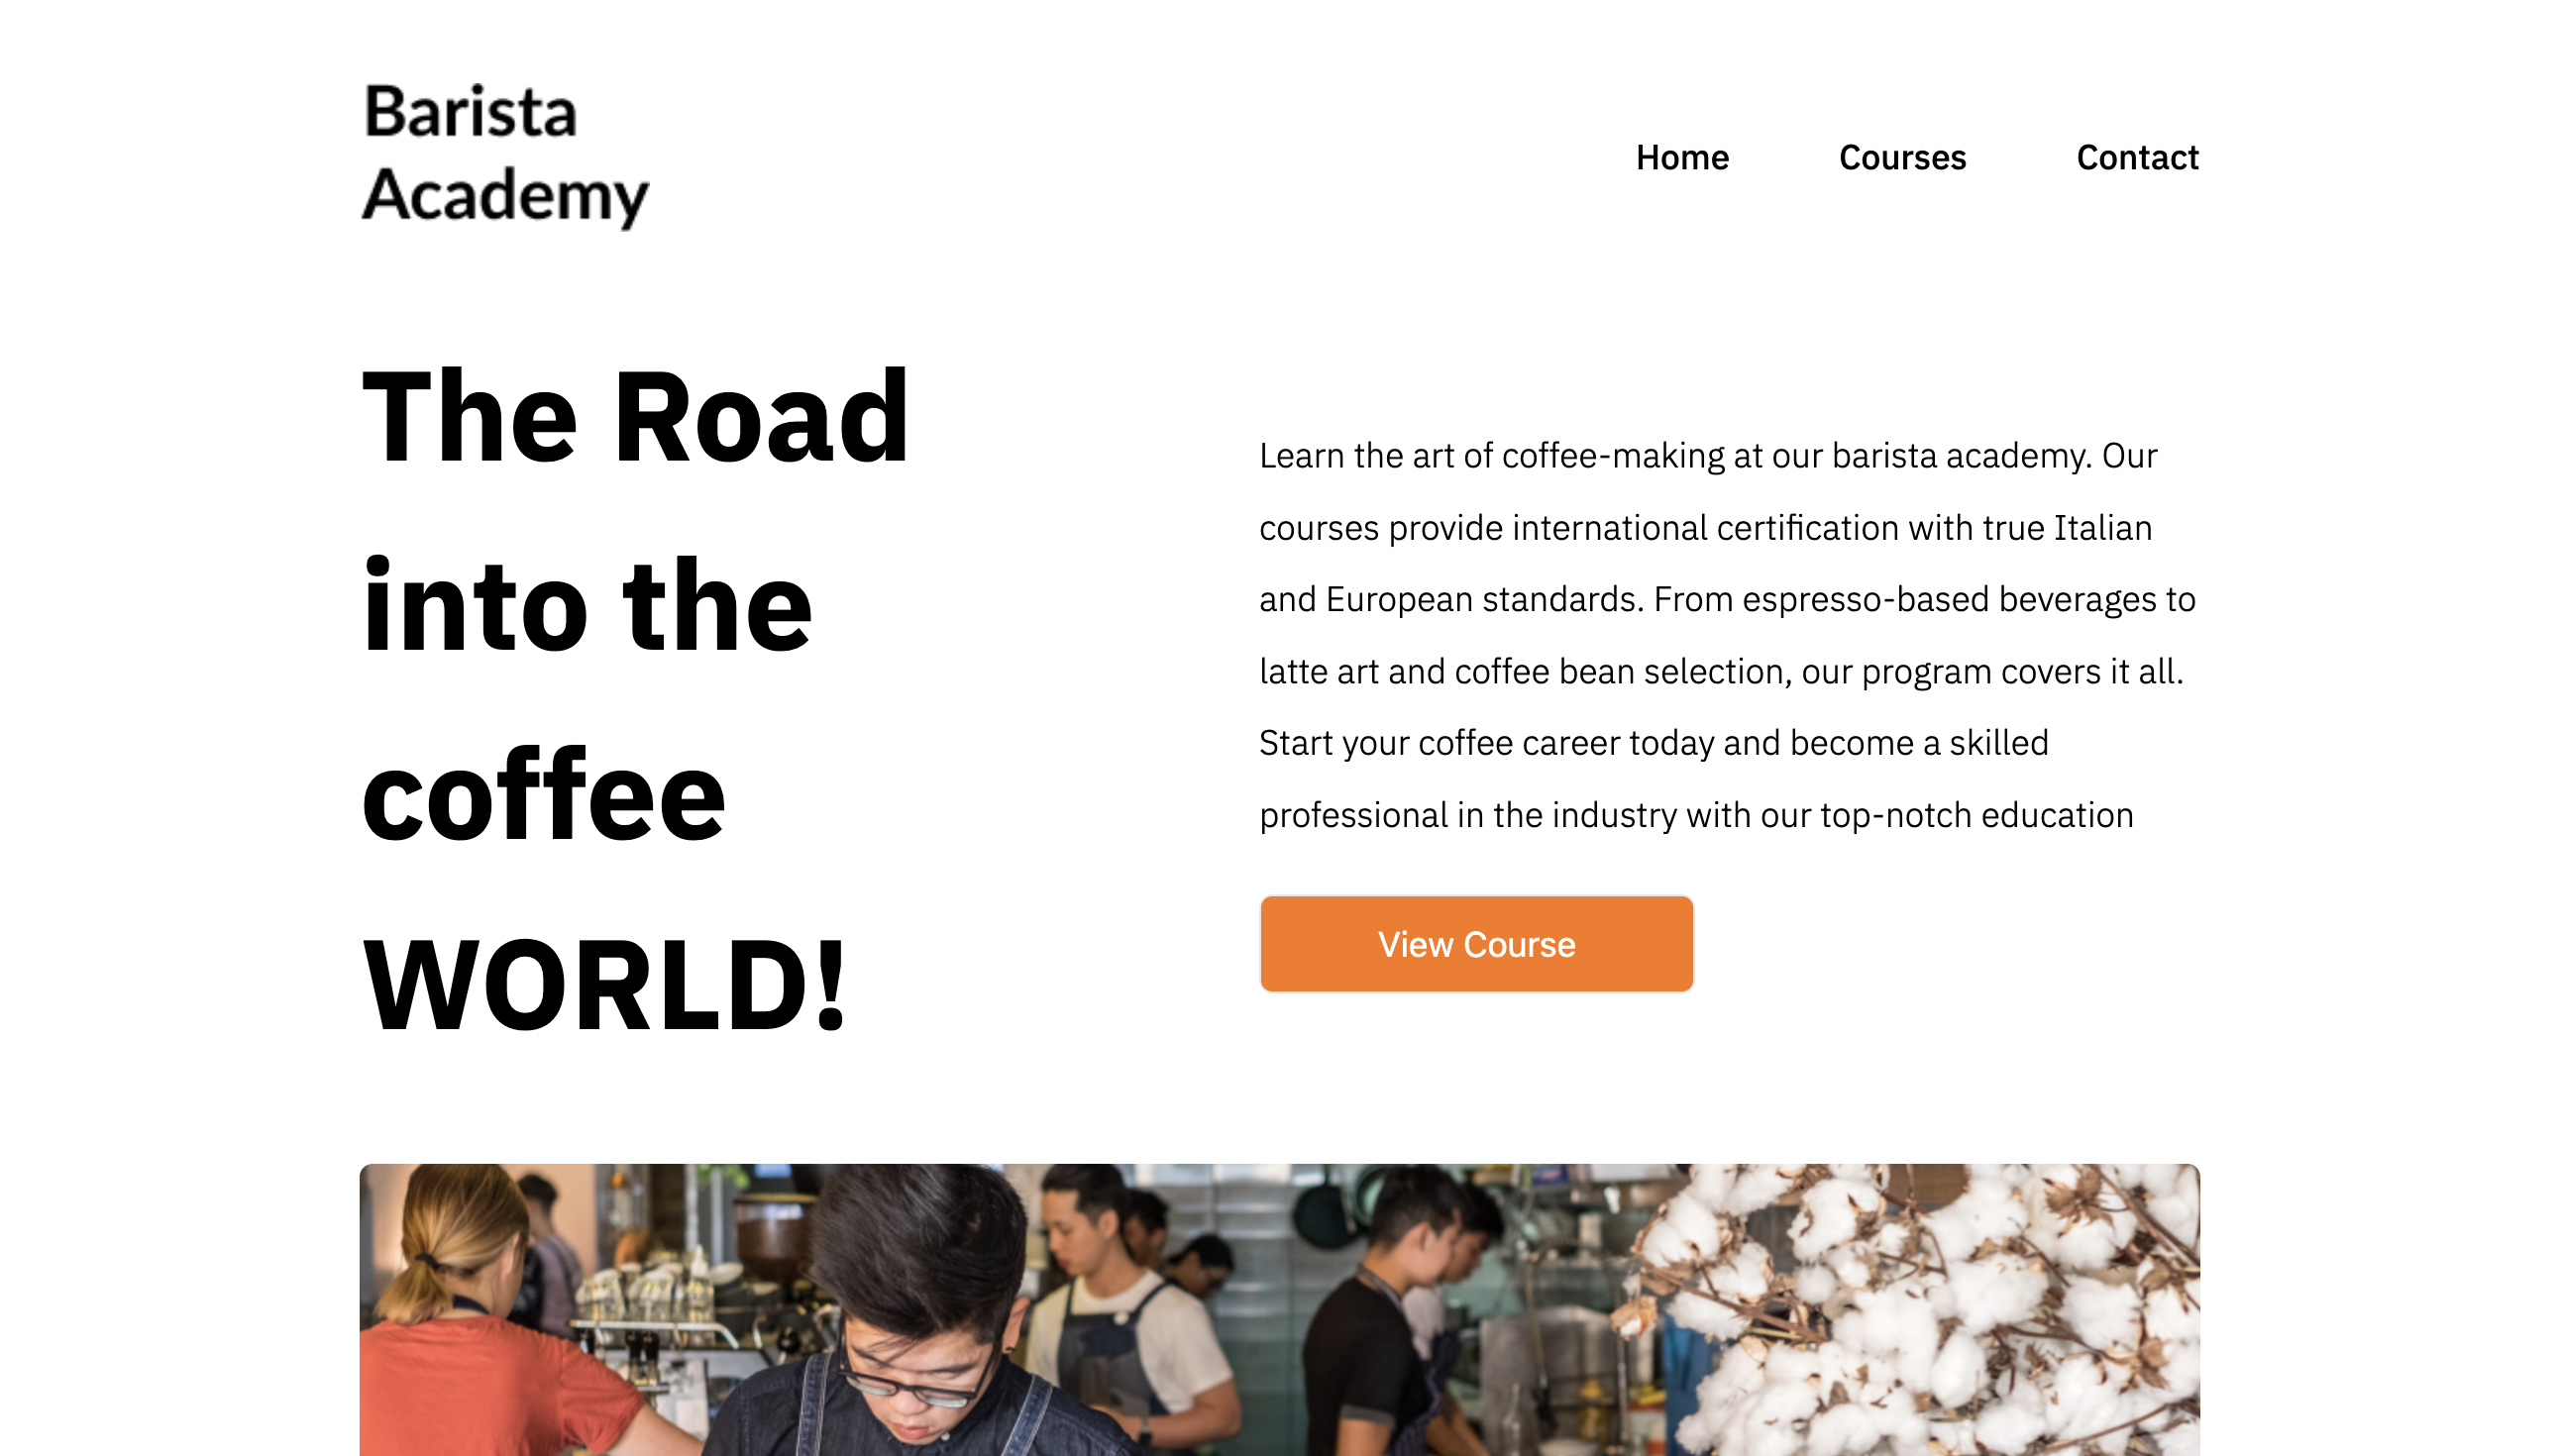 Barista
Academy
Home Courses Contact
The Road
into the
coffee
WORLD!
Learn the art of coffee-making at our barista academy. Our
courses provide international certification with true Italian
and European standards. From espresso-based beverages to
latte art and coffee bean selection, our program covers it all.
Start your coffee career today and become a skilled
professional in the industry with our top-notch education
View Course